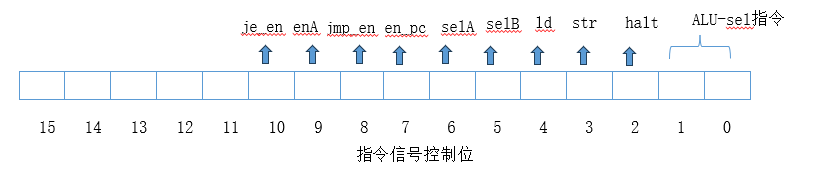 je_en enA jmp_en en_pc selA selB ld str halt ALU-sel指令
15 14 13 12 11 10 9 8 7 6 5 4 3 2 1 0
指令信号控制位